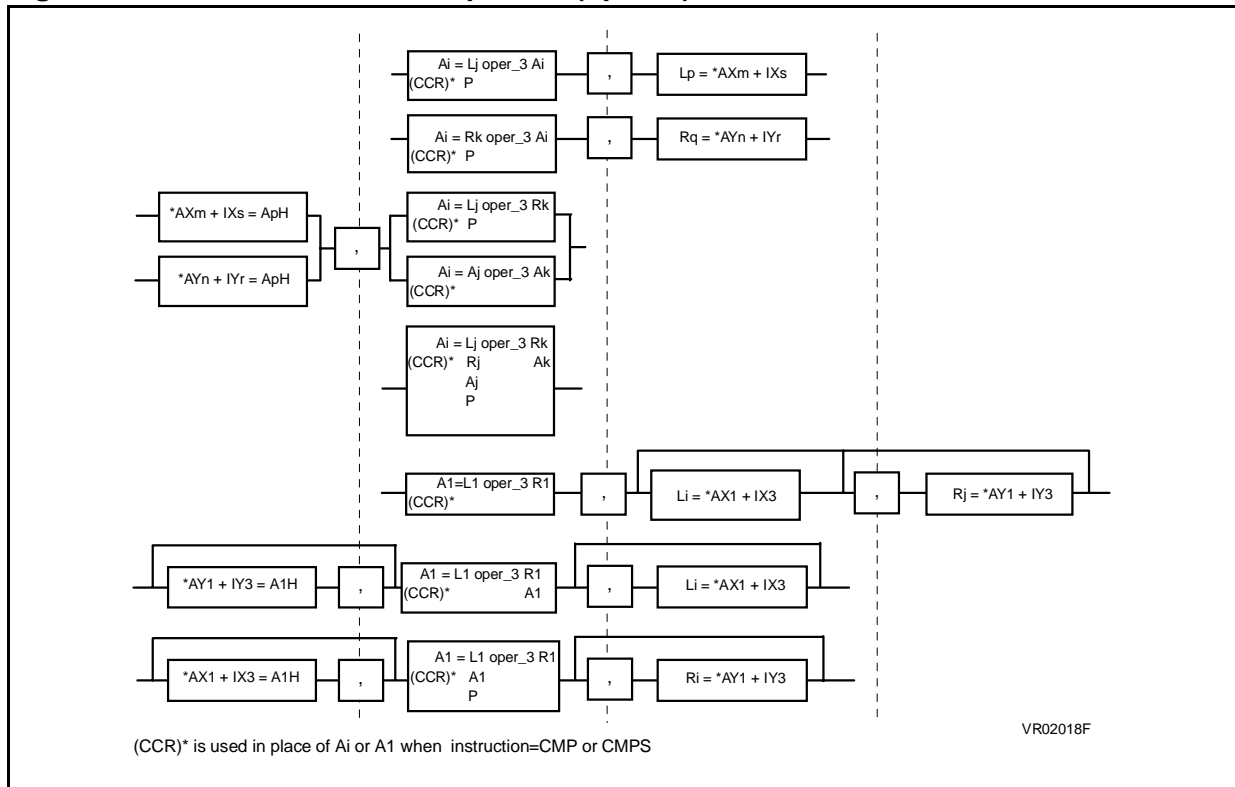 Ai = Lj oper_3 Ai
(CCR)* P
,
Lp = *AXm + IXs
Ai = Rk oper_3 Ai
(CCR)* P
,
Rq = *AYn + IYr
*AXm + IXs = ApH
*AYn + IYr = ApH
,
Ai = Lj oper_3 Rk
(CCR)* P
Ai = Aj oper_3 Ak
(CCR)*
Ai = Lj oper_3 Rk
(CCR)* Rj Ak
Aj
P
A1=L1 oper_3 R1
(CCR)*
,
Li = *AX1 + IX3
,
Rj = *AY1 + IY3
*AY1 + IY3 = A1H
,
A1 = L1 oper_3 R1
(CCR)* A1
,
Li = *AX1 + IX3
*AX1 + IX3 = A1H
,
A1 = L1 oper_3 R1
(CCR)* A1
P
,
Ri = *AY1 + IY3
VR02018F
(CCR)* is used in place of Ai or A1 when instruction=CMP or CMPS